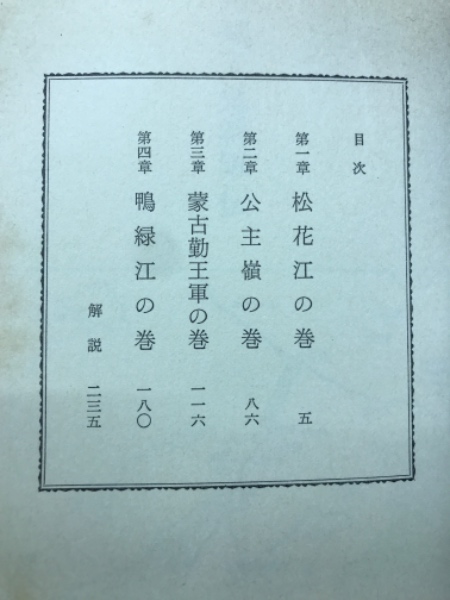 目次
第一章 松花江の巻 五
第二章 公主嶺の巻 八六
第三章 蒙古勤王軍の巻 一一六
第四章 鴨緑江の巻 一八〇
解説 二三五